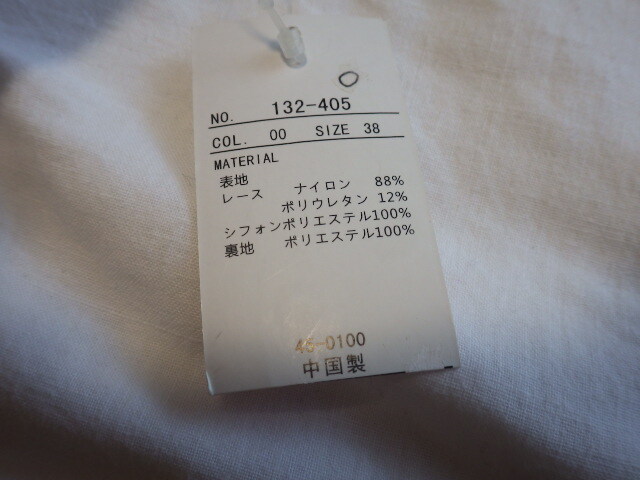 NO. 132-405
COL. 00 SIZE 38
MATERIAL
表地
レース ナイロン 88%
ポリウレタン 12%
シフォンポリエステル100%
裏地 ポリエステル100%
46-0100
中国製